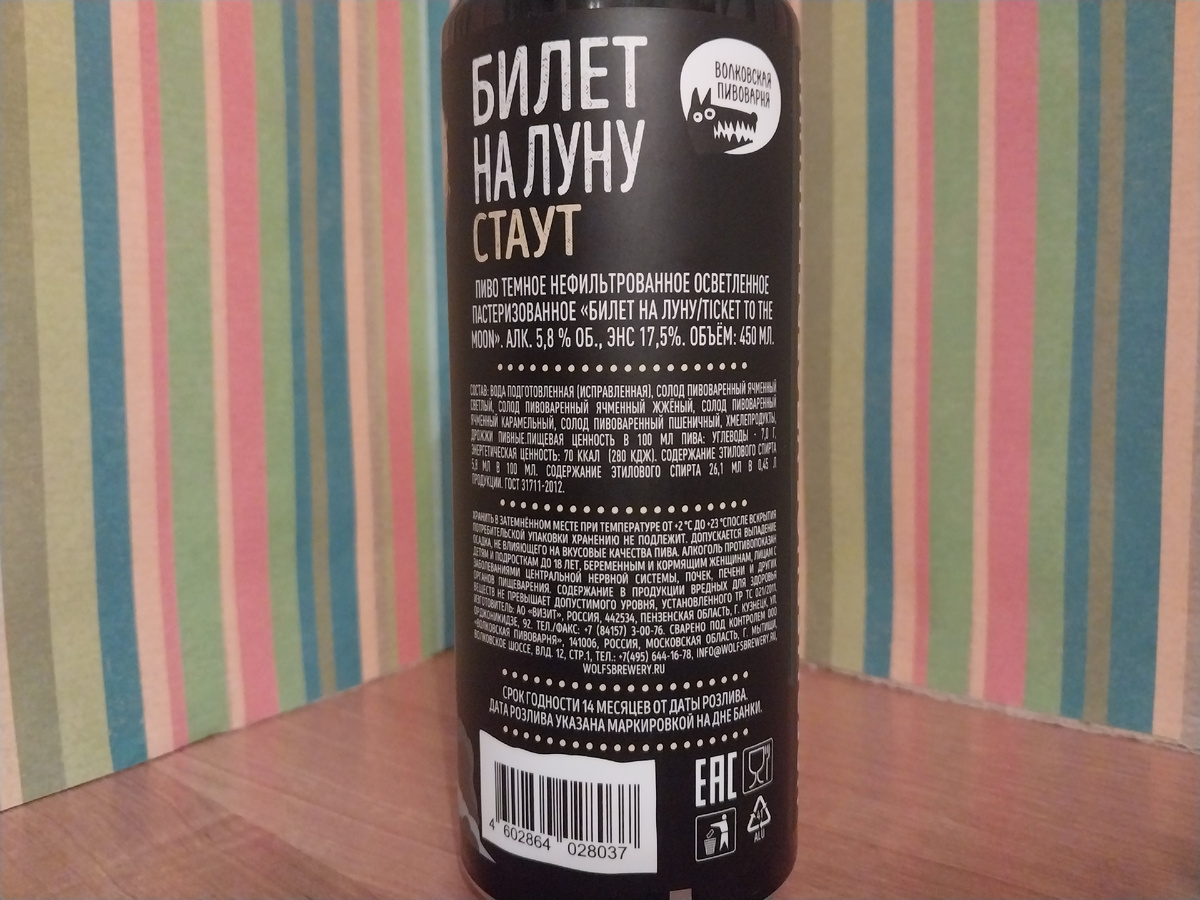 БИЛЕТ
НА ЛУНУ
СТАУТ
ВОЛКОВСКАЯ
ПИВОВАРНЯ
ПИВО ТЕМНОЕ НЕФИЛЬТРОВАННОЕ ОСВЕТЛЕННОЕ
ПАСТЕРИЗОВАННОЕ «БИЛЕТ НА ЛУНУ/TICKET TO THE
MOON». АЛК. 5,8 % ОБ., ЭНС 17,5%. ОБЪЁМ: 450 МЛ.
СОСТАВ: ВОДА ПОДГОТОВЛЕННАЯ (ИСПРАВЛЕННАЯ), СОЛОД ПИВОВАРЕННЫЙ ЯЧМЕННЫЙ
СВЕТЛЫЙ, СОЛОД ПИВОВАРЕННЫЙ ЯЧМЕННЫЙ ЖЖЁНЫЙ, СОЛОД ПИВОВАРЕННЫЙ
ЯЧМЕННЫЙ КАРАМЕЛЬНЫЙ, СОЛОД ПИВОВАРЕННЫЙ ПШЕНИЧНЫЙ, ХМЕЛЕПРОДУКТЫ,
ДРОЖЖИ ПИВНЫЕ.ПИЩЕВАЯ ЦЕННОСТЬ В 100 МЛ ПИВА: УГЛЕВОДЫ - 7,0 Г.
ЭНЕРГЕТИЧЕСКАЯ ЦЕННОСТЬ: 70 ККАЛ (280 КДЖ). СОДЕРЖАНИЕ ЭТИЛОВОГО СПИРТА
5,8 МЛ В 100 МЛ. СОДЕРЖАНИЕ ЭТИЛОВОГО СПИРТА 26,1 МЛ В 0,45 Л
ПРОДУКЦИИ. ГОСТ 31711-2012.
ХРАНИТЬ В ЗАТЕМНЁННОМ МЕСТЕ ПРИ ТЕМПЕРАТУРЕ ОТ +2 °С ДО +23 °СПОСЛЕ ВСКРЫТИЯ
ПОТРЕБИТЕЛЬСКОЙ УПАКОВКИ ХРАНЕНИЮ НЕ ПОДЛЕЖИТ. ДОПУСКАЕТСЯ ВЫПАДЕНИЕ
ОСАДКА, НЕ ВЛИЯЮЩЕГО НА ВКУСОВЫЕ КАЧЕСТВА ПИВА. АЛКОГОЛЬ ПРОТИВОПОКАЗАН
ДЕТЯМ И ПОДРОСТКАМ ДО 18 ЛЕТ, БЕРЕМЕННЫМ И КОРМЯЩИМ ЖЕНЩИНАМ, ЛИЦАМ С
ЗАБОЛЕВАНИЯМИ ЦЕНТРАЛЬНОЙ НЕРВНОЙ СИСТЕМЫ, ПОЧЕК, ПЕЧЕНИ И ДРУГИХ
ОРГАНОВ ПИЩЕВАРЕНИЯ. СОДЕРЖАНИЕ В ПРОДУКЦИИ ВРЕДНЫХ ДЛЯ ЗДОРОВЬЯ
ВЕЩЕСТВ НЕ ПРЕВЫШАЕТ ДОПУСТИМОГО УРОВНЯ, УСТАНОВЛЕННОГО ТР ТС 021/2011.
ИЗГОТОВИТЕЛЬ: АО «ВИЗИТ», РОССИЯ, 442534, ПЕНЗЕНСКАЯ ОБЛАСТЬ, Г. КУЗНЕЦК, УЛ.
ОРДЖОНИКИДЗЕ, 92. ТЕЛ./ФАКС: +7 (84157) 3-00-76. СВАРЕНО ПОД КОНТРОЛЕМ ООО
«ВОЛКОВСКАЯ ПИВОВАРНЯ», 141006, РОССИЯ, МОСКОВСКАЯ ОБЛАСТЬ, Г. МЫТИЩИ,
ВОЛКОВСКОЕ ШОССЕ, ВЛД. 12, СТР.1, ТЕЛ.: +7(495) 644-16-78, INFO@WOLFSBREWERY.RU,
WOLFSBREWERY.RU
СРОК ГОДНОСТИ 14 МЕСЯЦЕВ ОТ ДАТЫ РОЗЛИВА.
ДАТА РОЗЛИВА УКАЗАНА МАРКИРОВКОЙ НА ДНЕ БАНКИ.
4 602864 028037
EAC
41
ALU